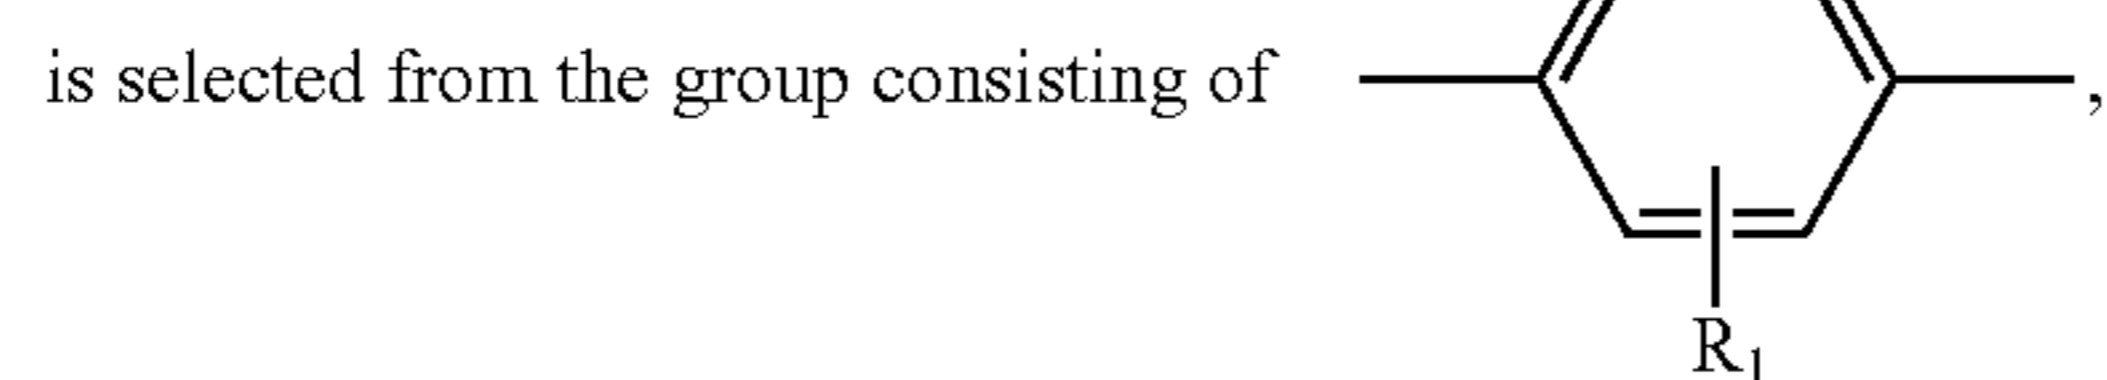 is selected from the group consisting of ,
R1